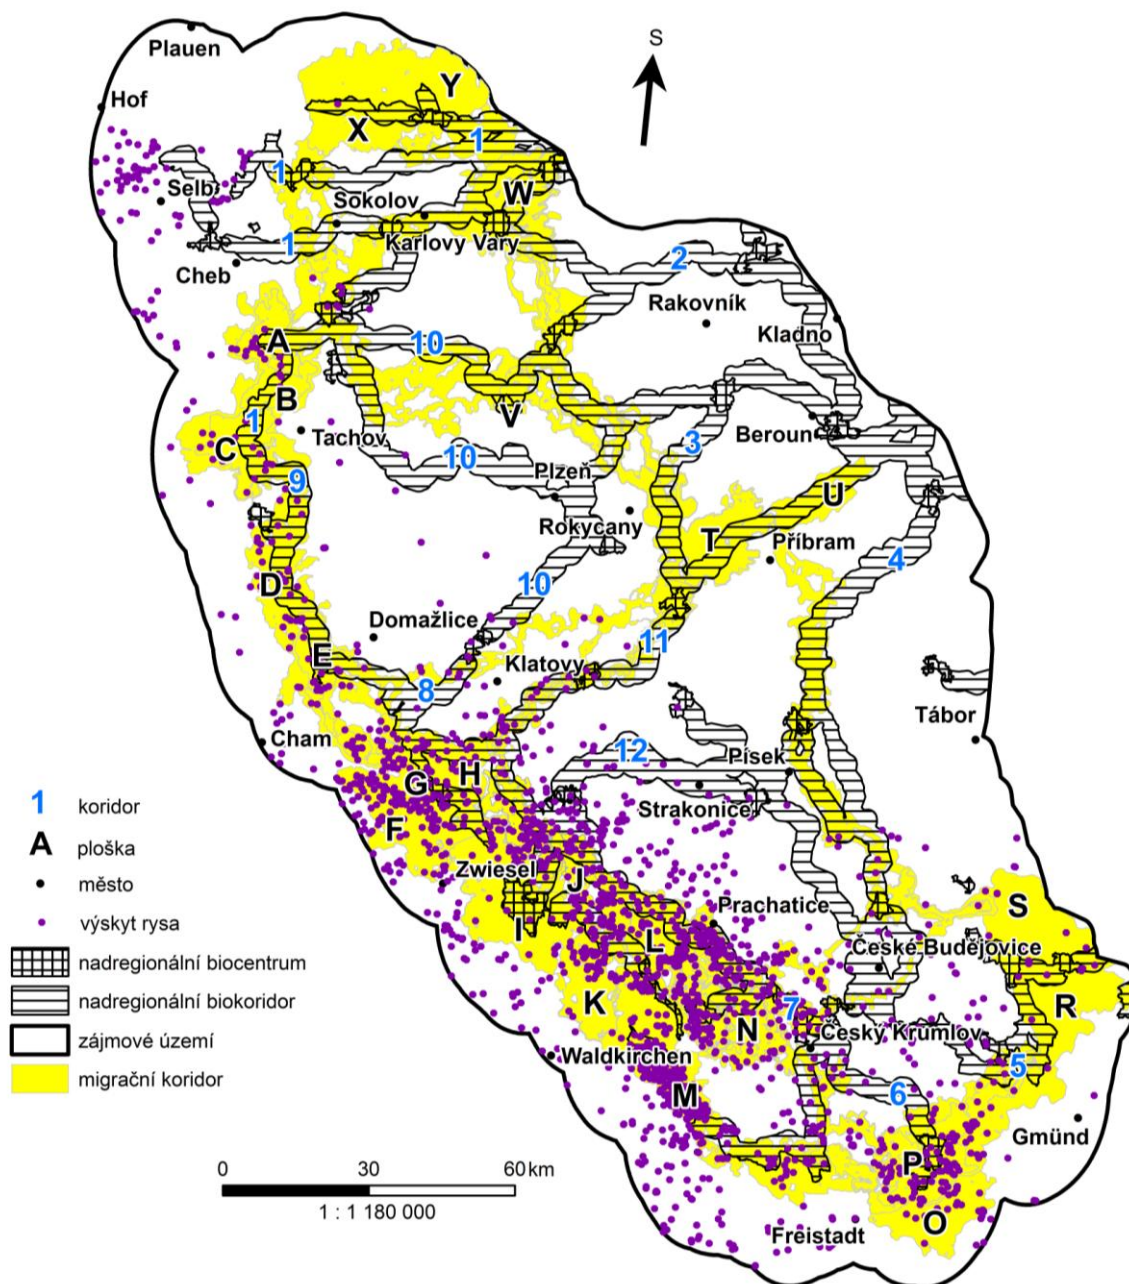 S
Plauen
Y
Hof
X
1
1
Selb
W
Sokolov
Karlovy Vary
1
2
Cheb
Rakovník
Kladno
A
10
B
V
1
Tachov
C
3
Beroun
10
Plzeň
9
U
Rokycany
T
Příbram
4
D
10
Domažlice
11
E
Klatovy
8
Tábor
Cham
12
Písek
H
G
Strakonice
F
Zwiesel
J
Prachatice
S
I
L
České Budějovice
K
R
7
N
Český Krumlov
Waldkirchen
5
M
6
Gmünd
P
O
Freistadt
1 koridor
A ploška
město
výskyt rysa
nadregionální biocentrum
nadregionální biokoridor
zájmové území
migrační koridor
0 30 60 km
1 : 1 180 000